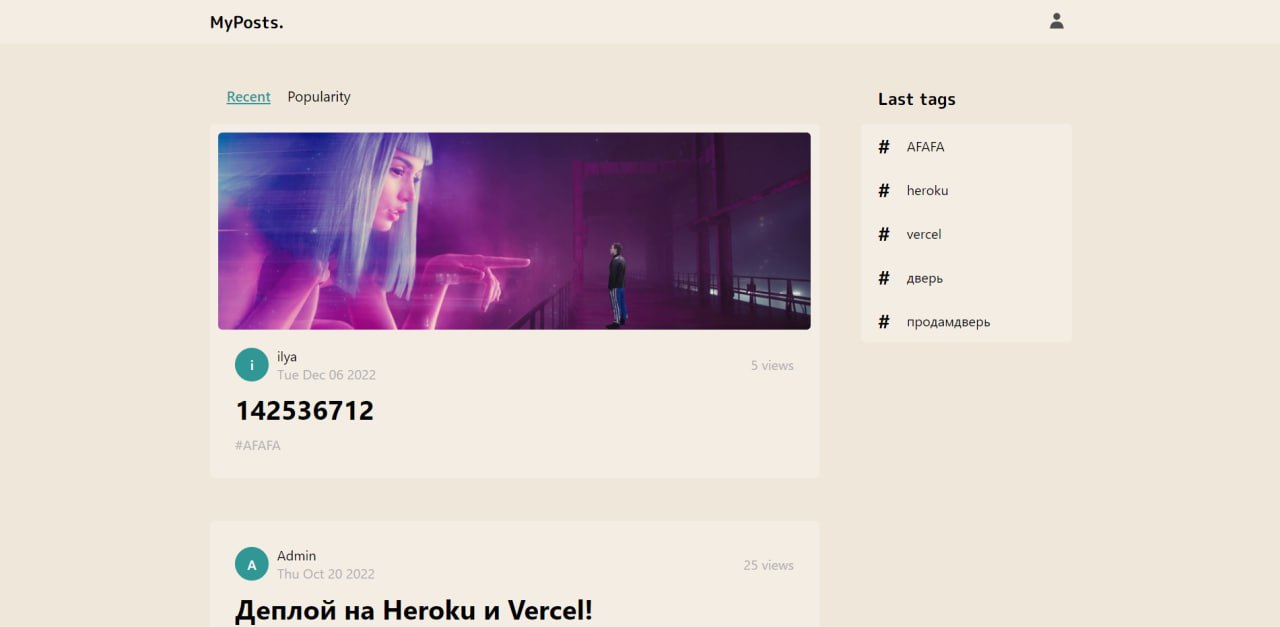 MyPosts.
Recent Popularity
ilya
Tue Dec 06 2022
5 views
142536712
#AFAFA
A
Admin
Thu Oct 20 2022
25 views
Деплой на Heroku и Vercel!
Last tags
# AFAFA
# heroku
# vercel
# дверь
# продамдверь